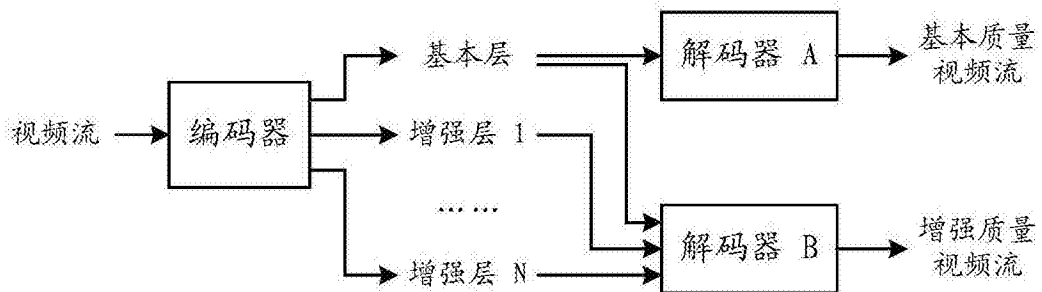 视频流
编码器
基本层
增强层 1
……
增强层 N
解码器 A
解码器 B
基本质量
视频流
增强质量
视频流